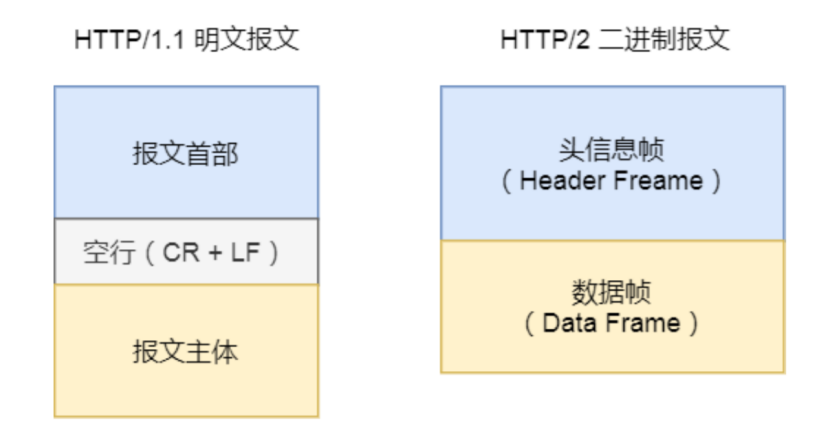 HTTP/1.1 明文报文
报文首部
空行（CR + LF）
报文主体
HTTP/2 二进制报文
头信息帧
（Header Freame）
数据帧
（Data Frame）